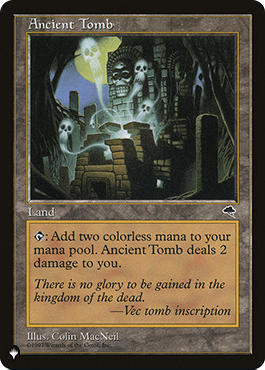 Ancient Tomb
Land
: Add two colorless mana to your
mana pool. Ancient Tomb deals 2
damage to you.
There is no glory to be gained in the
kingdom of the dead.
—Vec tomb inscription
Illus. Colin MacNeil